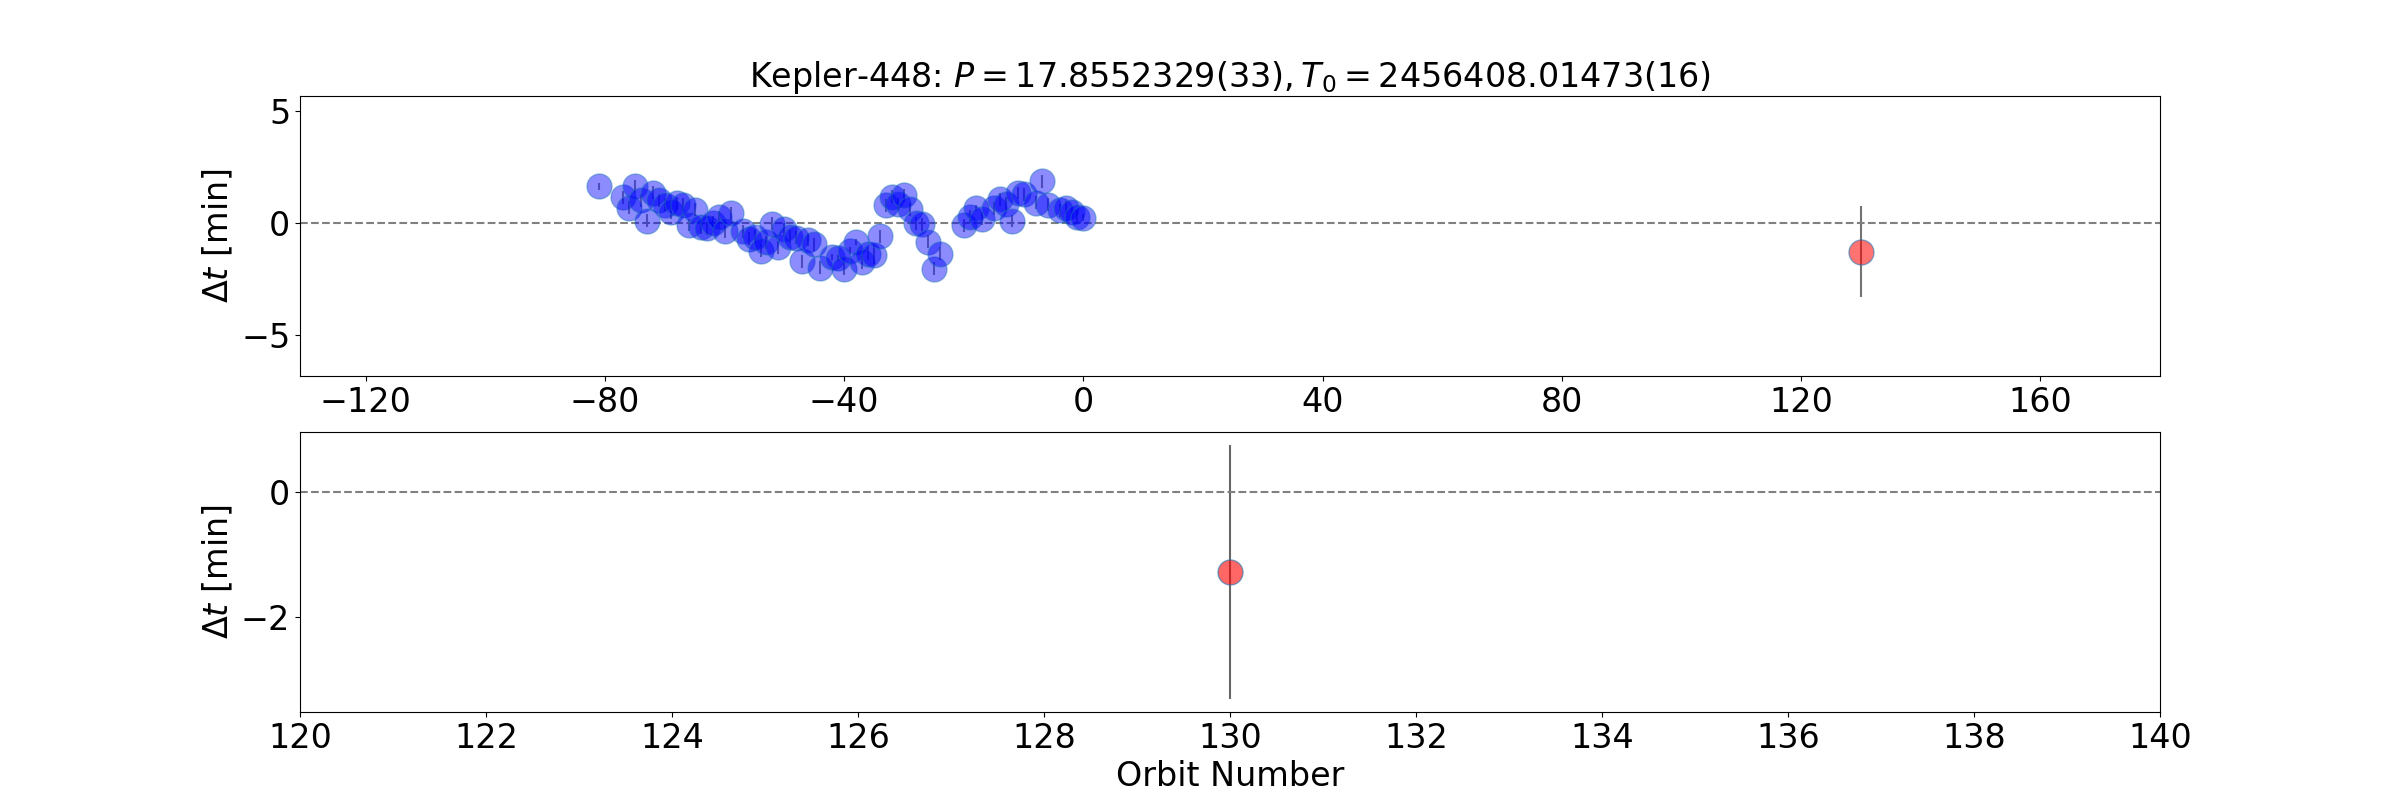 Kepler-448: P = 17.8552329(33), T₀ = 2456408.01473(16)
5
0
−5
Δt [min]
−120 −80 −40 0 40 80 120 160
0
−2
Δt [min]
120 122 124 126 128 130 132 134 136 138 140
Orbit Number